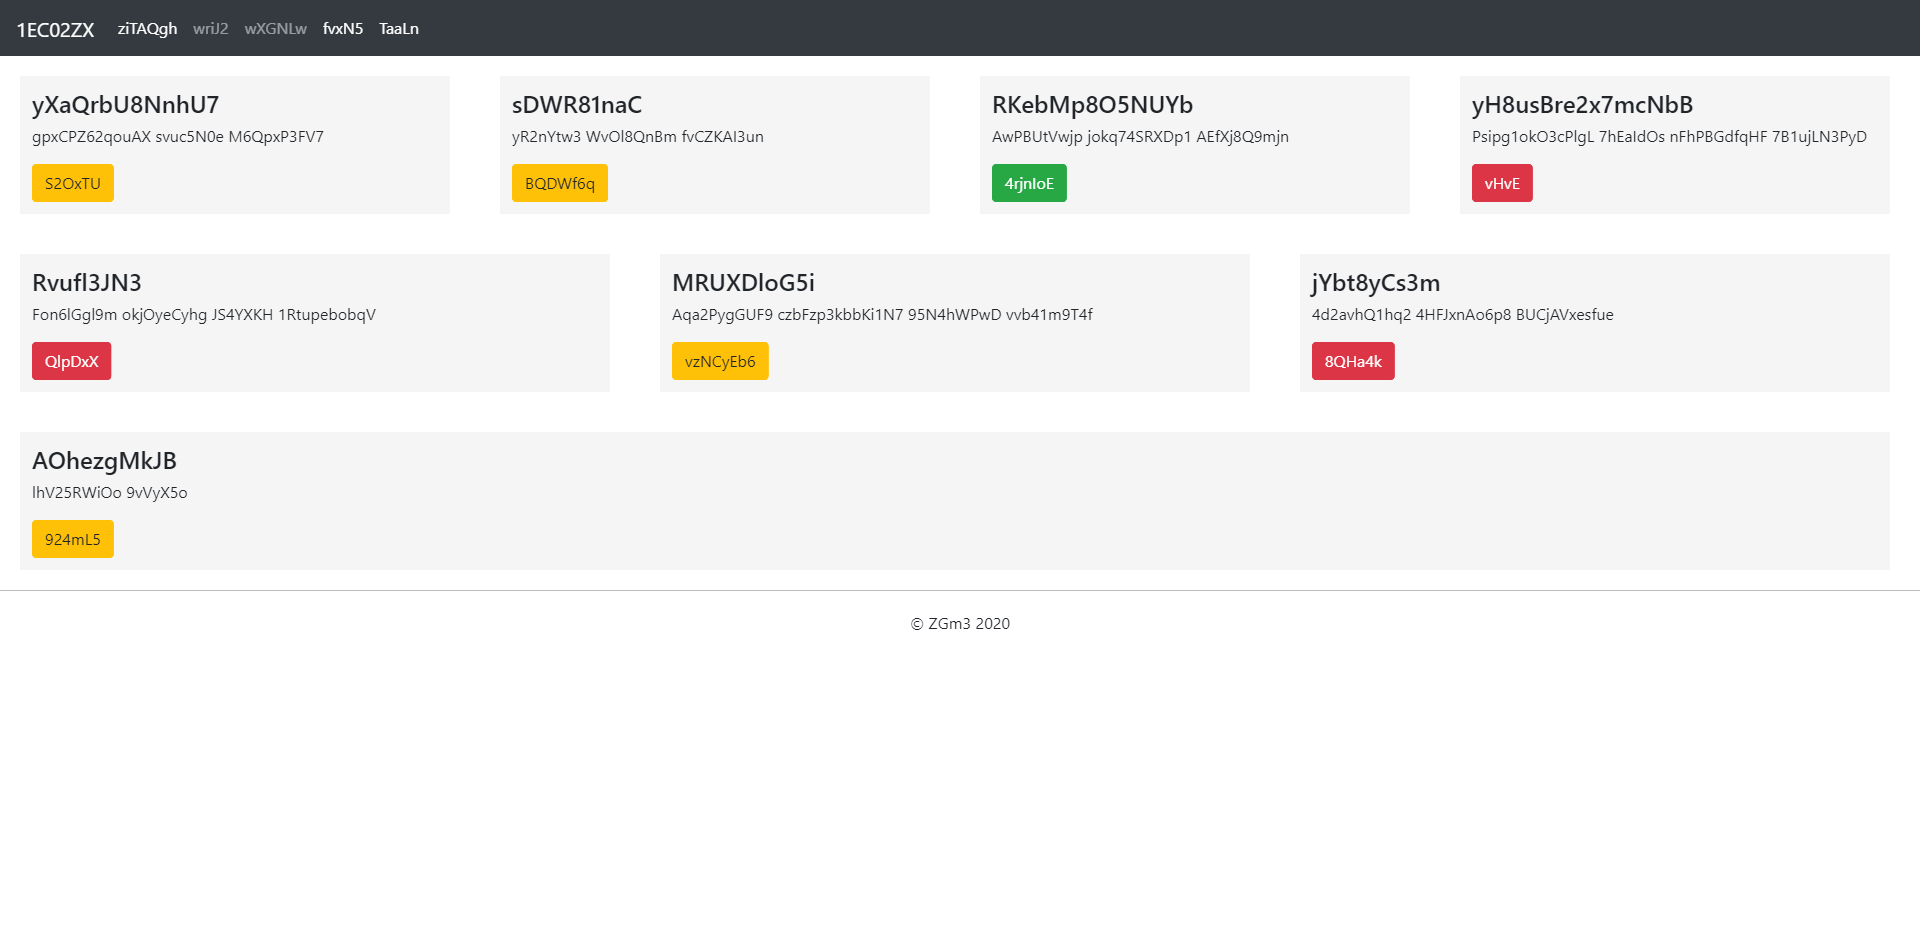 1EC02ZX ziTAQgh wriJ2 wXGNLw fvxN5 TaaLn
yXaQrbU8NnhU7
gpxCPZ62qouAX svuc5N0e M6QpxP3FV7
S2OxTU
sDWR81naC
yR2nYtw3 WvOl8QnBm fvCZKAI3un
BQDWf6q
RKebMp8O5NUYb
AwPBUtVwjp jokq74SRXDp1 AEfXj8Q9mjn
4rjnIoE
yH8usBre2x7mcNbB
Psipg1okO3cPlgL 7hEaIdOs nFhPBGdfqHF 7B1ujLN3PyD
vHvE
Rvufl3JN3
Fon6lGgl9m okjOyeCyhg JS4YXKH 1RtupebobqV
QlpDxX
MRUXDloG5i
Aqa2PygGUF9 czbFzp3kbbKi1N7 95N4hWPwD vvb41m9T4f
vzNCyEb6
jYbt8yCs3m
4d2avhQ1hq2 4HFJxnAo6p8 BUCjAVxesfue
8QHa4k
AOhezgMkJB
lhV25RWiOo 9vVyX5o
924mL5
© ZGm3 2020